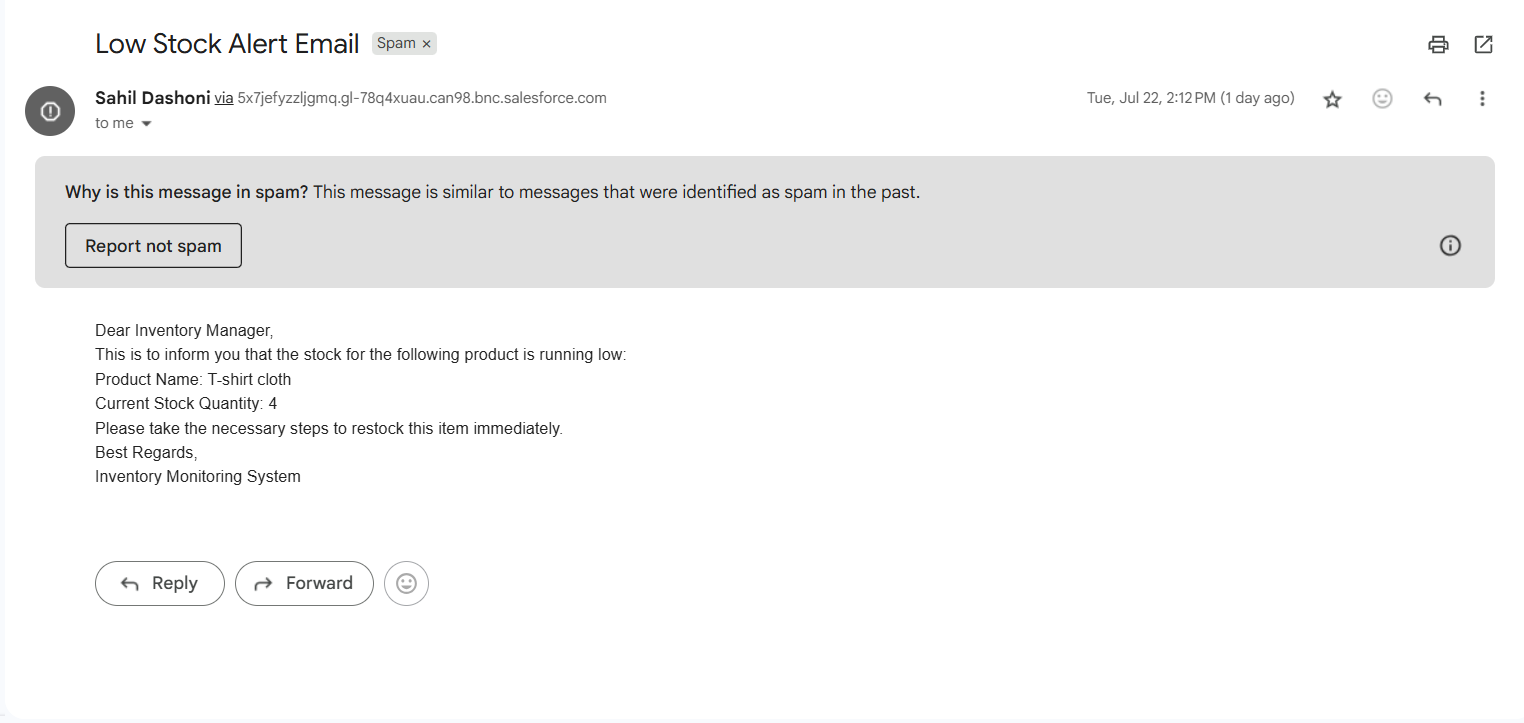 Low Stock Alert Email Spam ×
Sahil Dashoni via 5x7jefyzzljgmq.gl-78q4xuau.can98.bnc.salesforce.com Tue, Jul 22, 2:12 PM (1 day ago)
to me
Why is this message in spam? This message is similar to messages that were identified as spam in the past.
Report not spam
Dear Inventory Manager,
This is to inform you that the stock for the following product is running low:
Product Name: T-shirt cloth
Current Stock Quantity: 4
Please take the necessary steps to restock this item immediately.
Best Regards,
Inventory Monitoring System
Reply Forward